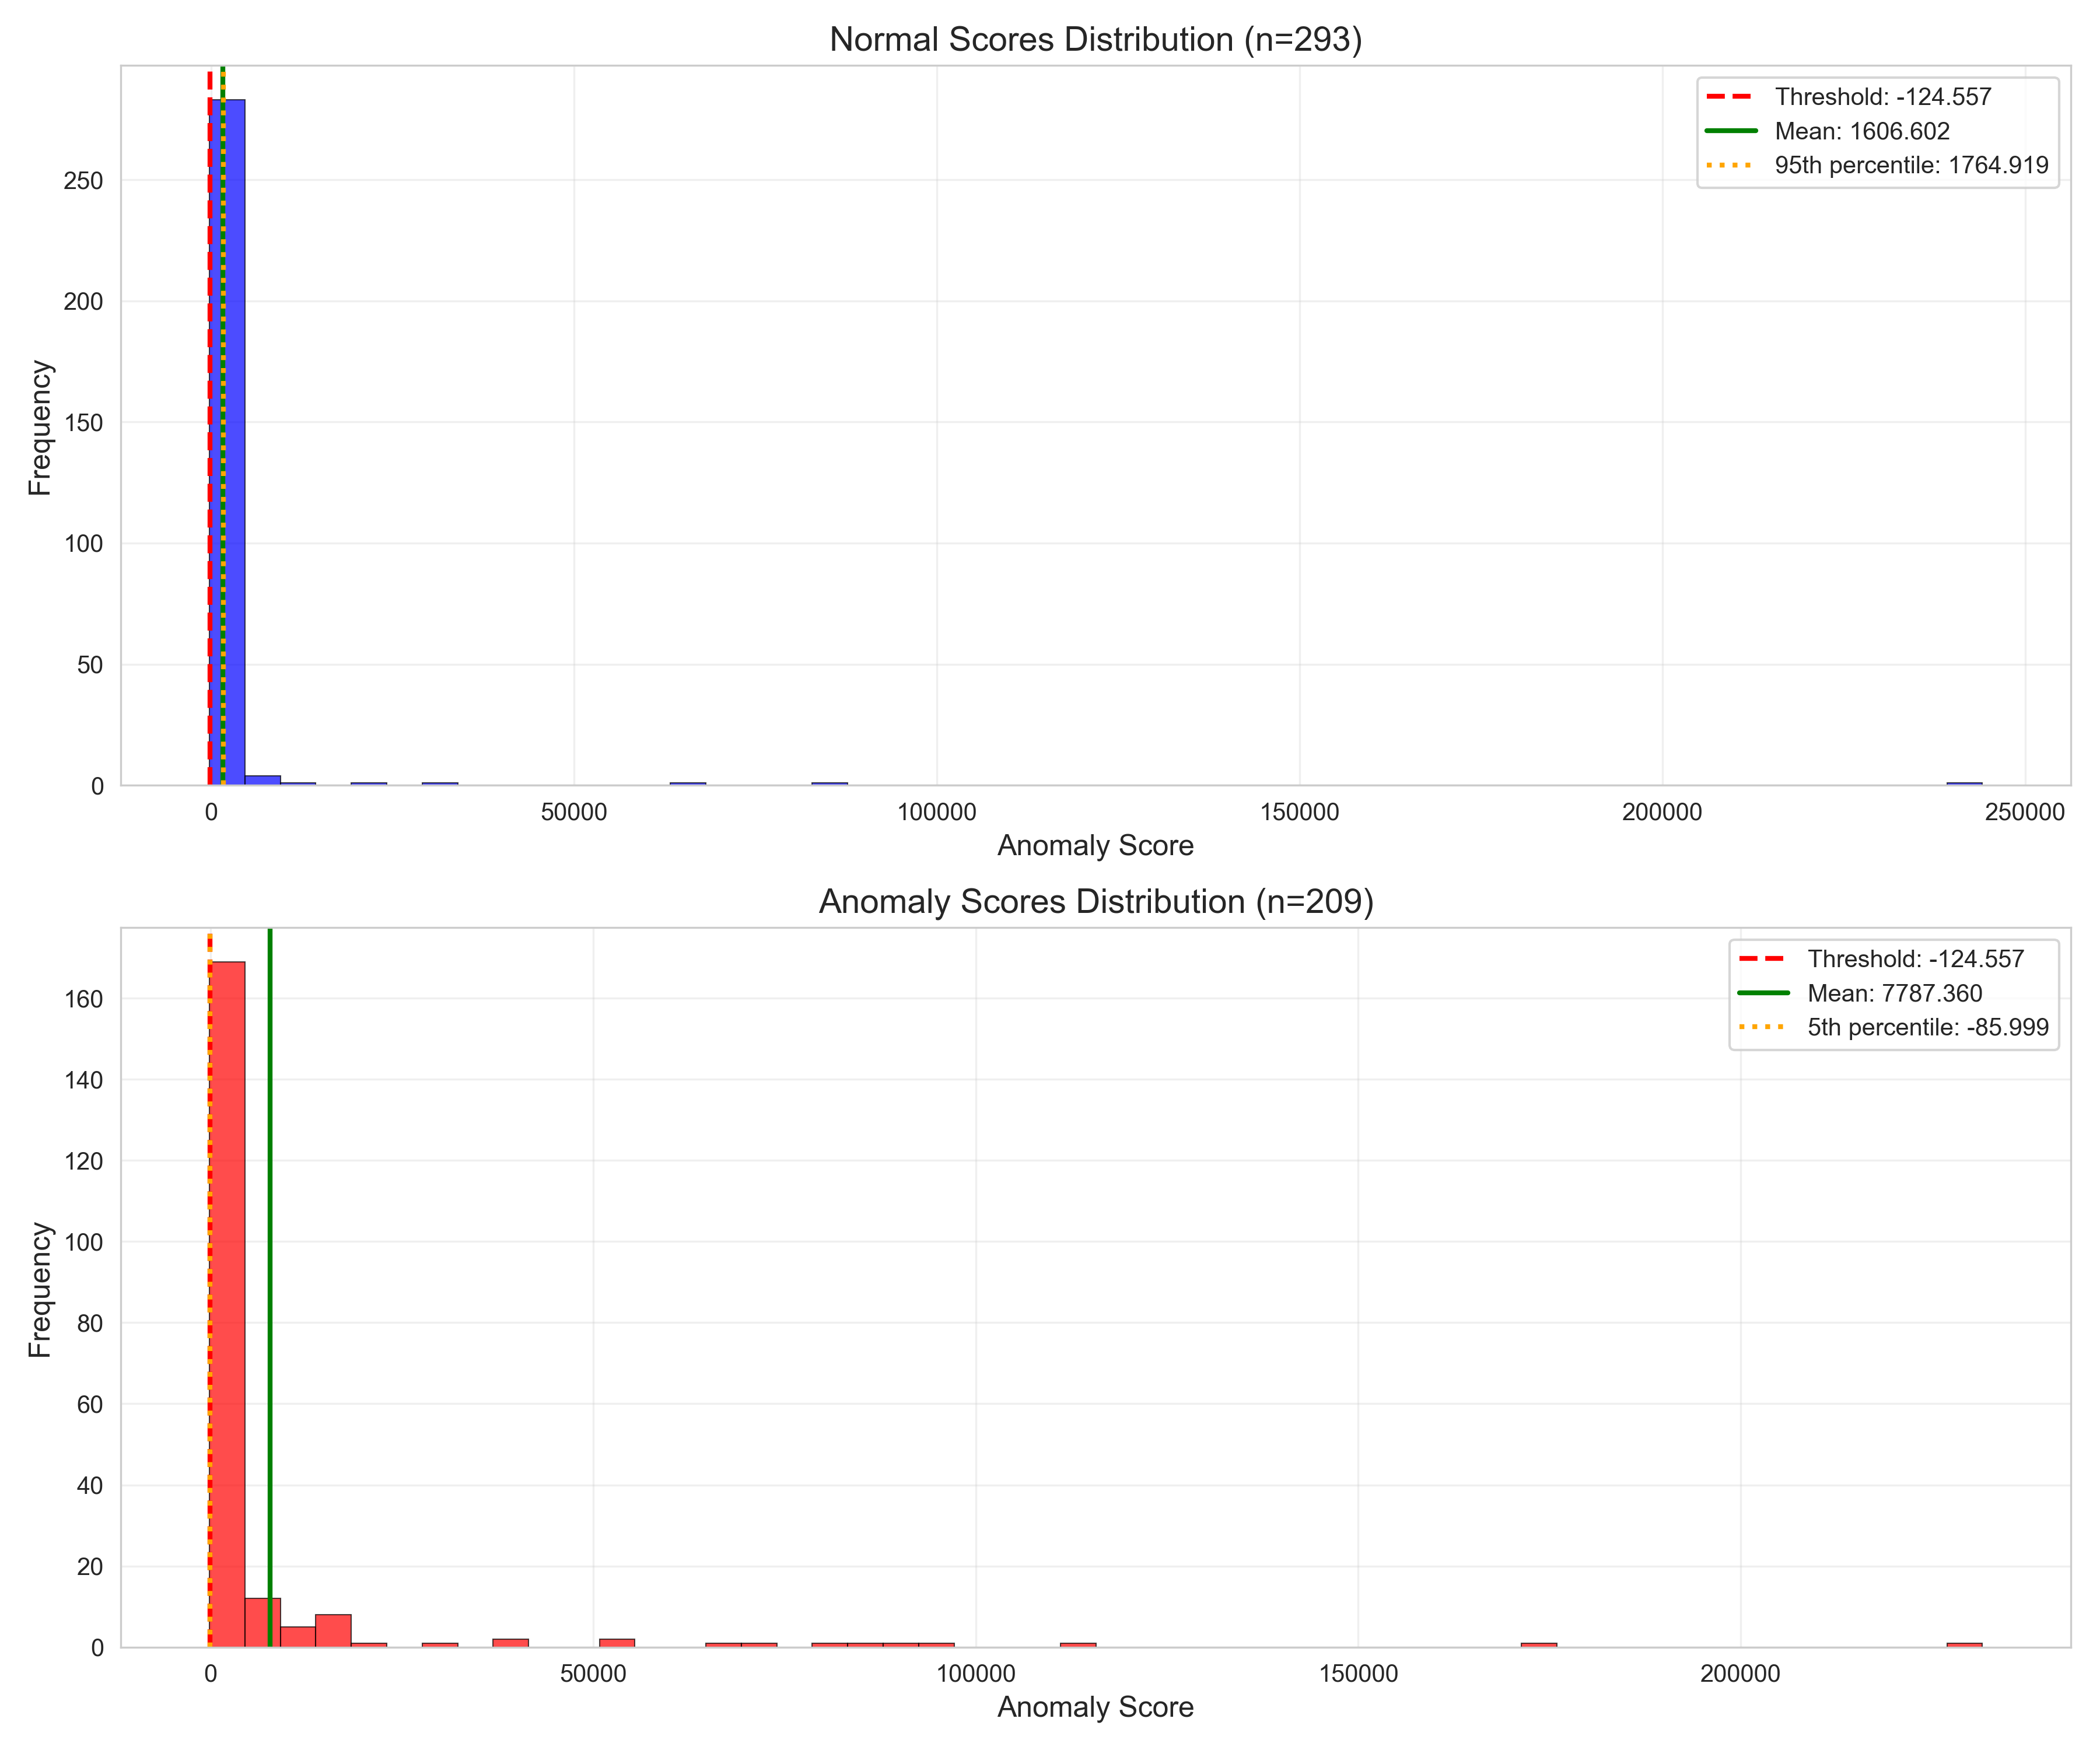 Normal Scores Distribution (n=293)
Threshold: -124.557
Mean: 1606.602
95th percentile: 1764.919
Frequency
250
200
150
100
50
0
0 50000 100000 150000 200000 250000
Anomaly Score
Anomaly Scores Distribution (n=209)
Threshold: -124.557
Mean: 7787.360
5th percentile: -85.999
Frequency
160
140
120
100
80
60
40
20
0
0 50000 100000 150000 200000
Anomaly Score